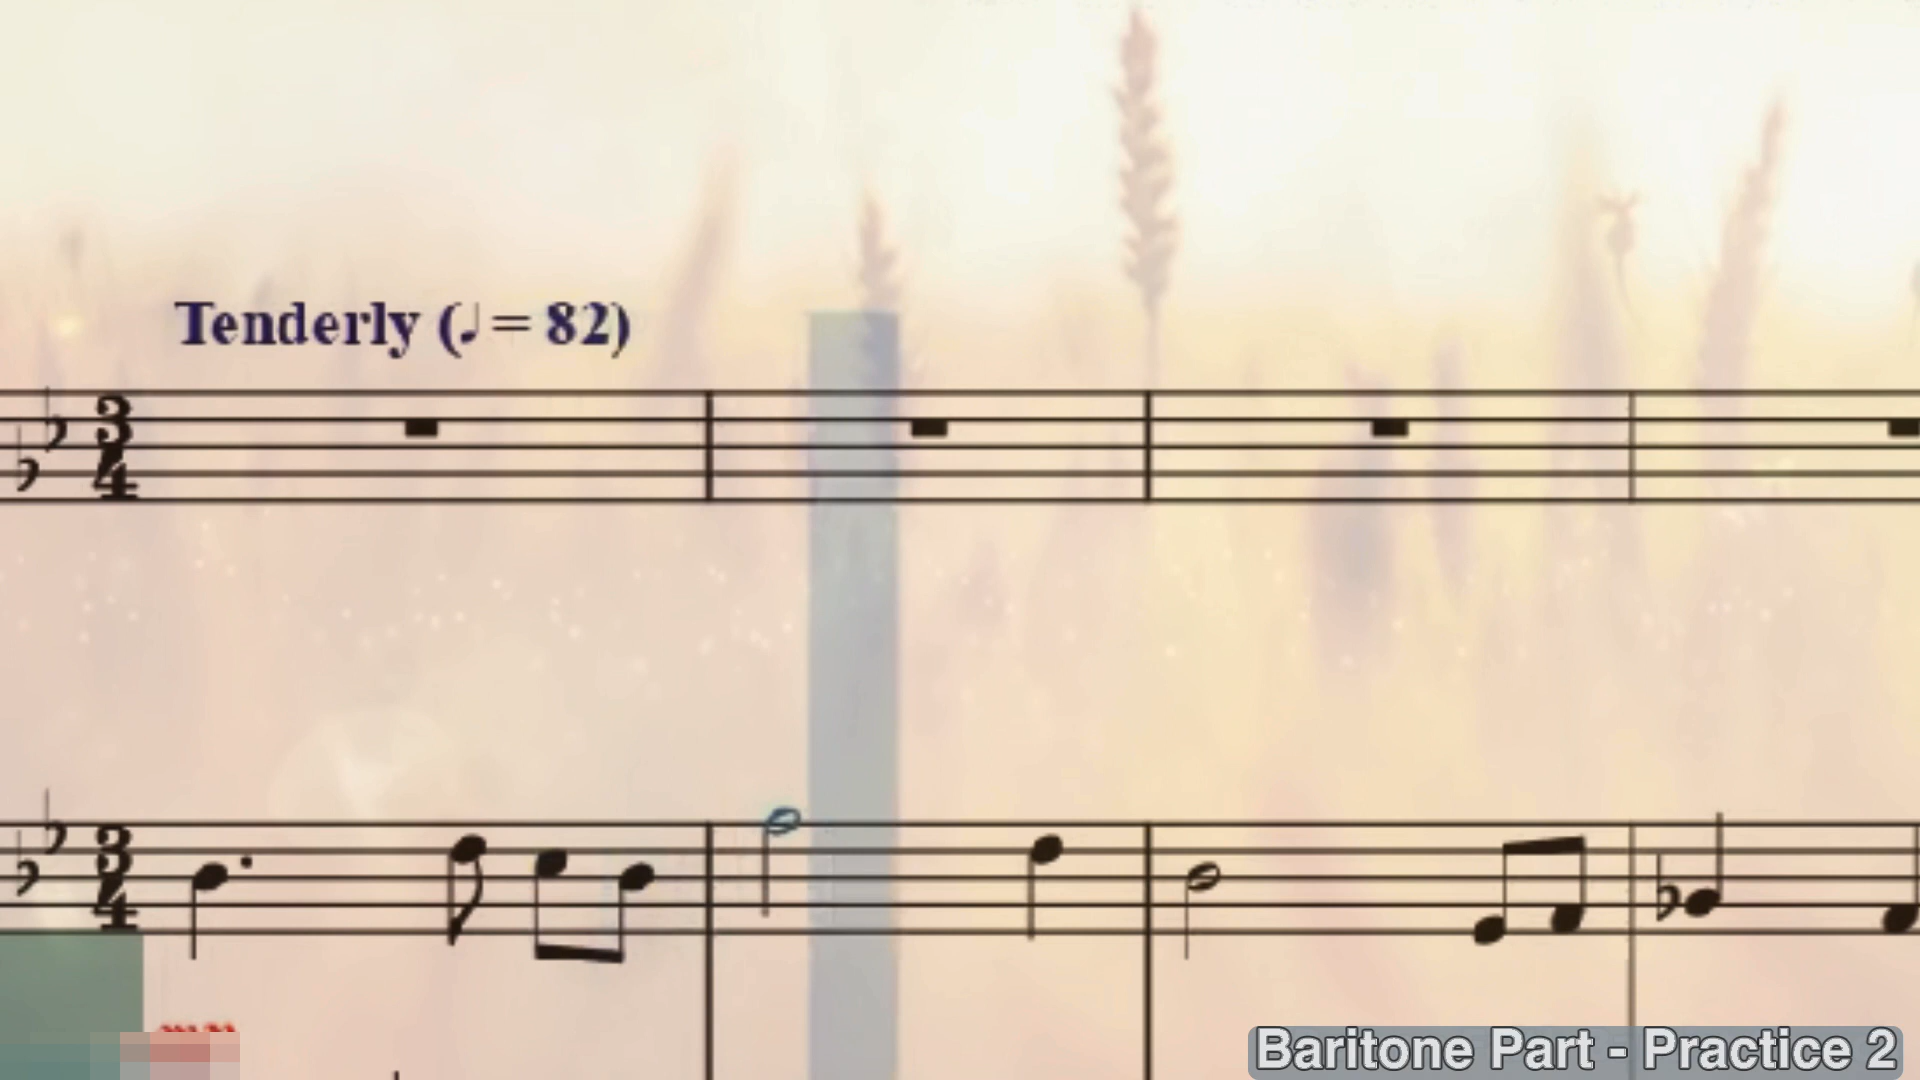 Tenderly (♩ = 82)
3
4
3
4
Baritone Part - Practice 2